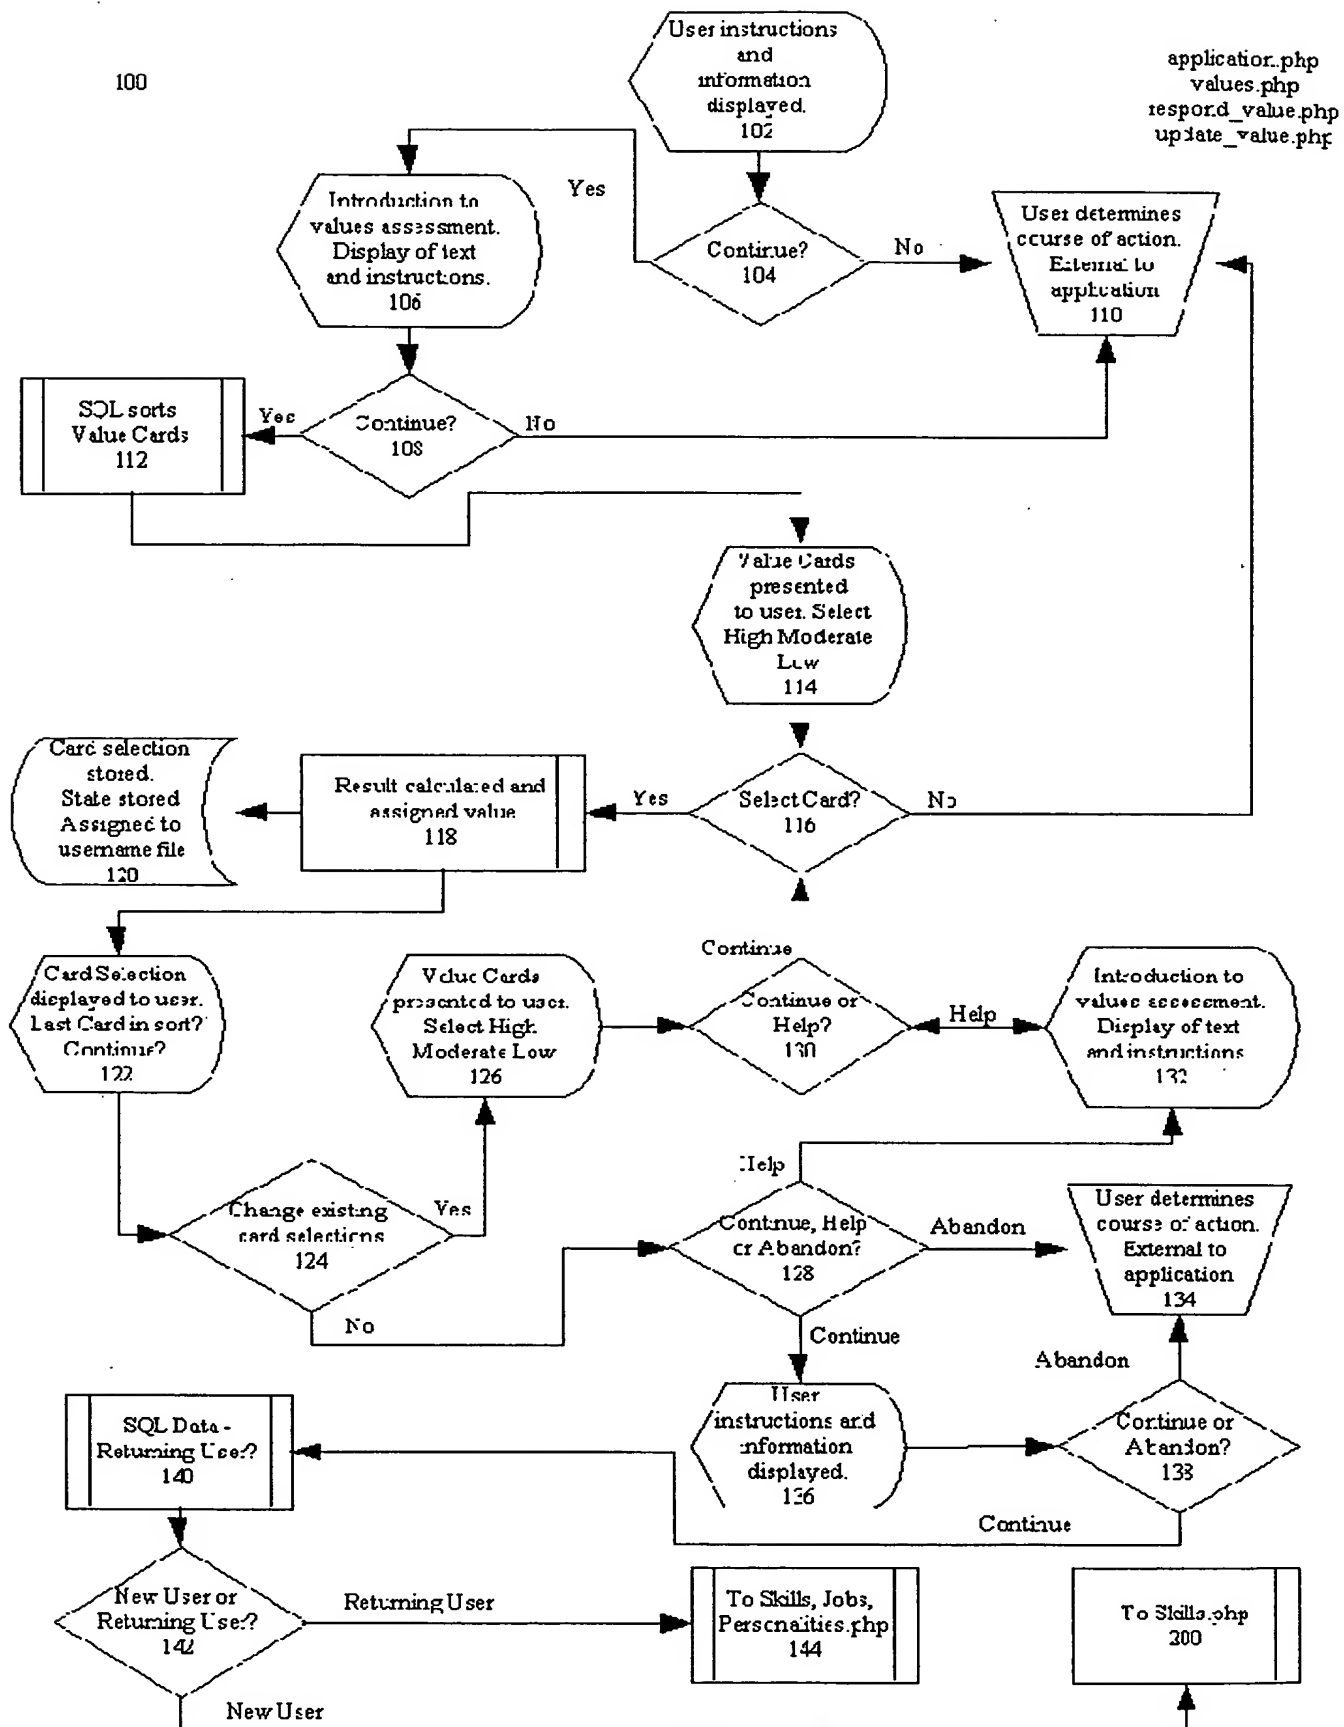 100
User instructions
and
information
displayed.
102
application.php
values.php
respond_value.php
update_value.php
Yes
Introduction to
values assessment.
Display of text
and instructions.
106
Continue?
104
No
User determines
course of action.
External to
application
110
SQL sorts
Value Cards
112
Yes
Continue?
108
No
Value Cards
presented
to user. Select
High Moderate
Low
114
Card selection
stored.
State stored
Assigned to
username file
120
Result calculated and
assigned value
118
Yes
Select Card?
116
No
Card Selection
displayed to user.
Last Card in sort?
Continue?
122
Value Cards
presented to user.
Select High
Moderate Low
126
Continue
Continue or
Help?
130
Help
Introduction to
values assessment.
Display of text
and instructions
132
Change existing
card selections
124
Yes
No
Help
Continue, Help
or Abandon?
128
Abandon
User determines
course of action.
External to
application
134
Continue
Abandon
SQL Data -
Returning User?
140
User
instructions and
information
displayed.
136
Continue or
Abandon?
138
Continue
New User or
Returning User?
142
Returning User
To Skills, Jobs,
Personalities.php
144
To Skills.php
200
New User